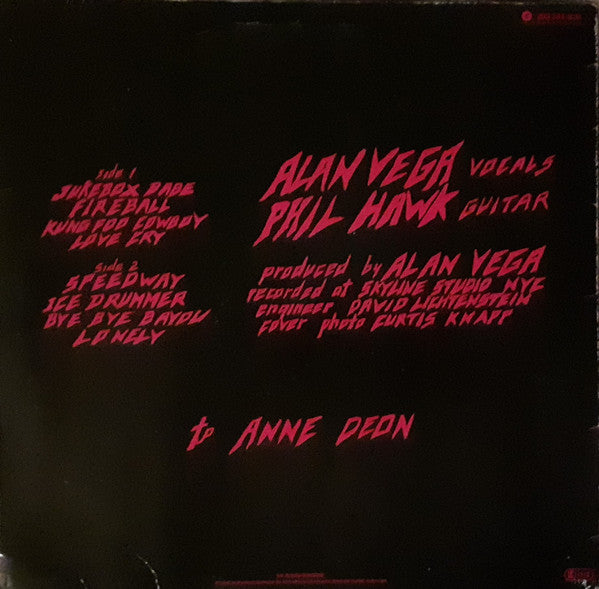 side 1
JUKEBOX BABE
FIREBALL
KUNG FOO COWBOY
LOVE CRY
side 2
SPEEDWAY
ICE DRUMMER
BYE BYE BAYOU
LONELY
ALAN VEGA VOCALS
PHIL HAWK GUITAR
produced by ALAN VEGA
recorded at SKYLINE STUDIO NYC
engineer DAVID LICHTENSTEIN
cover photo CURTIS KNAPP
to ANNE DEON